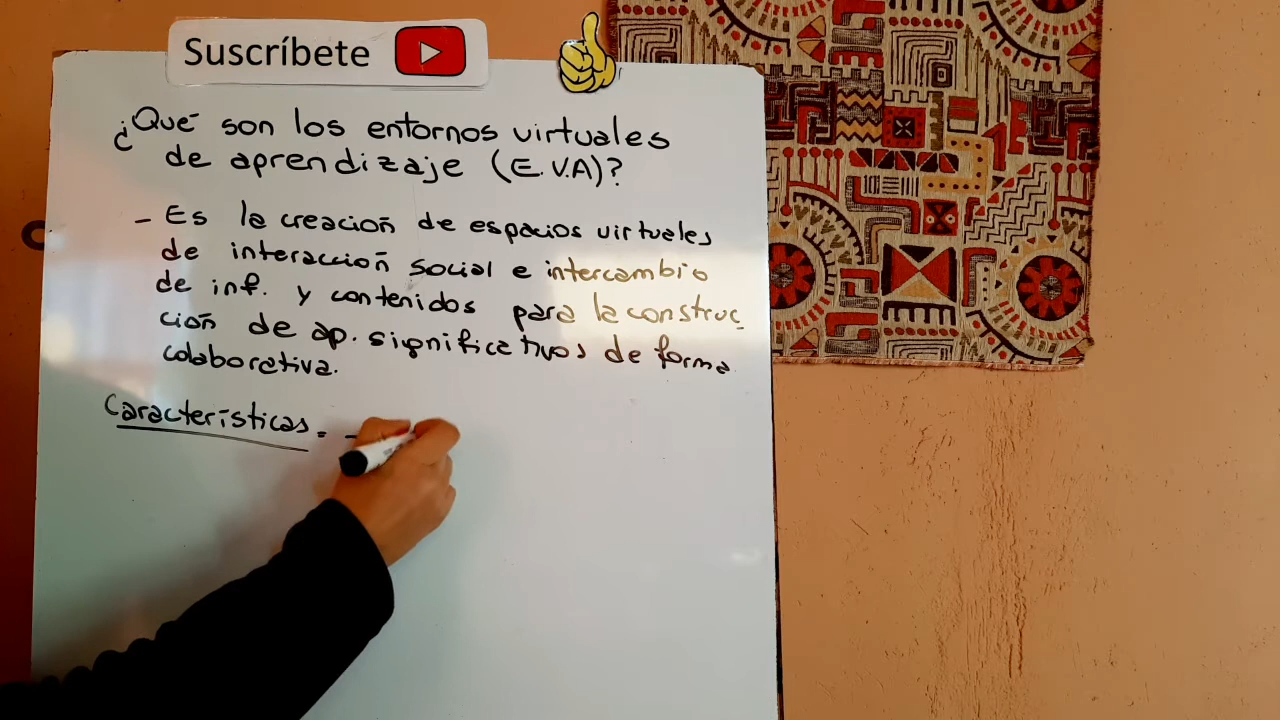 Suscríbete
¿Qué son los entornos virtuales
de aprendizaje (E.V.A)?
- Es la creación de espacios virtuales
de interacción social e intercambio
de inf. y contenidos para la construc
ción de ap. significativos de forma
colaborativa.
Características: -